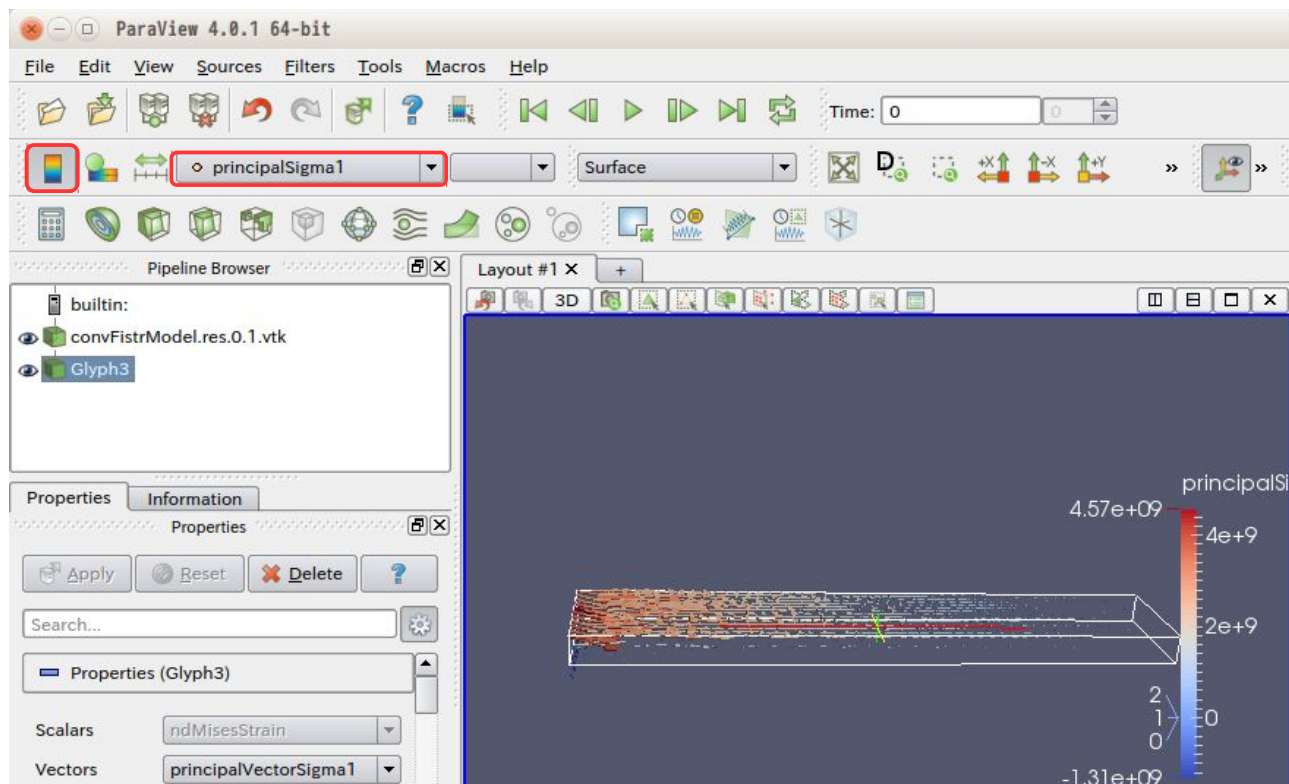 ParaView 4.0.1 64-bit
File Edit View Sources Filters Tools Macros Help
Time: 0 0
principalSigma1 Surface D +X -X +Y » »
Pipeline Browser
Layout #1 +
3D
builtin:
convFistrModel.res.0.1.vtk
Glyph3
Properties Information
Properties
Apply Reset Delete ?
Search...
Properties (Glyph3)
Scalars ndMisesStrain
Vectors principalVectorSigma1
principalSi
4.57e+09
4e+9
2e+9
2
1
0
0
-1.31e+09